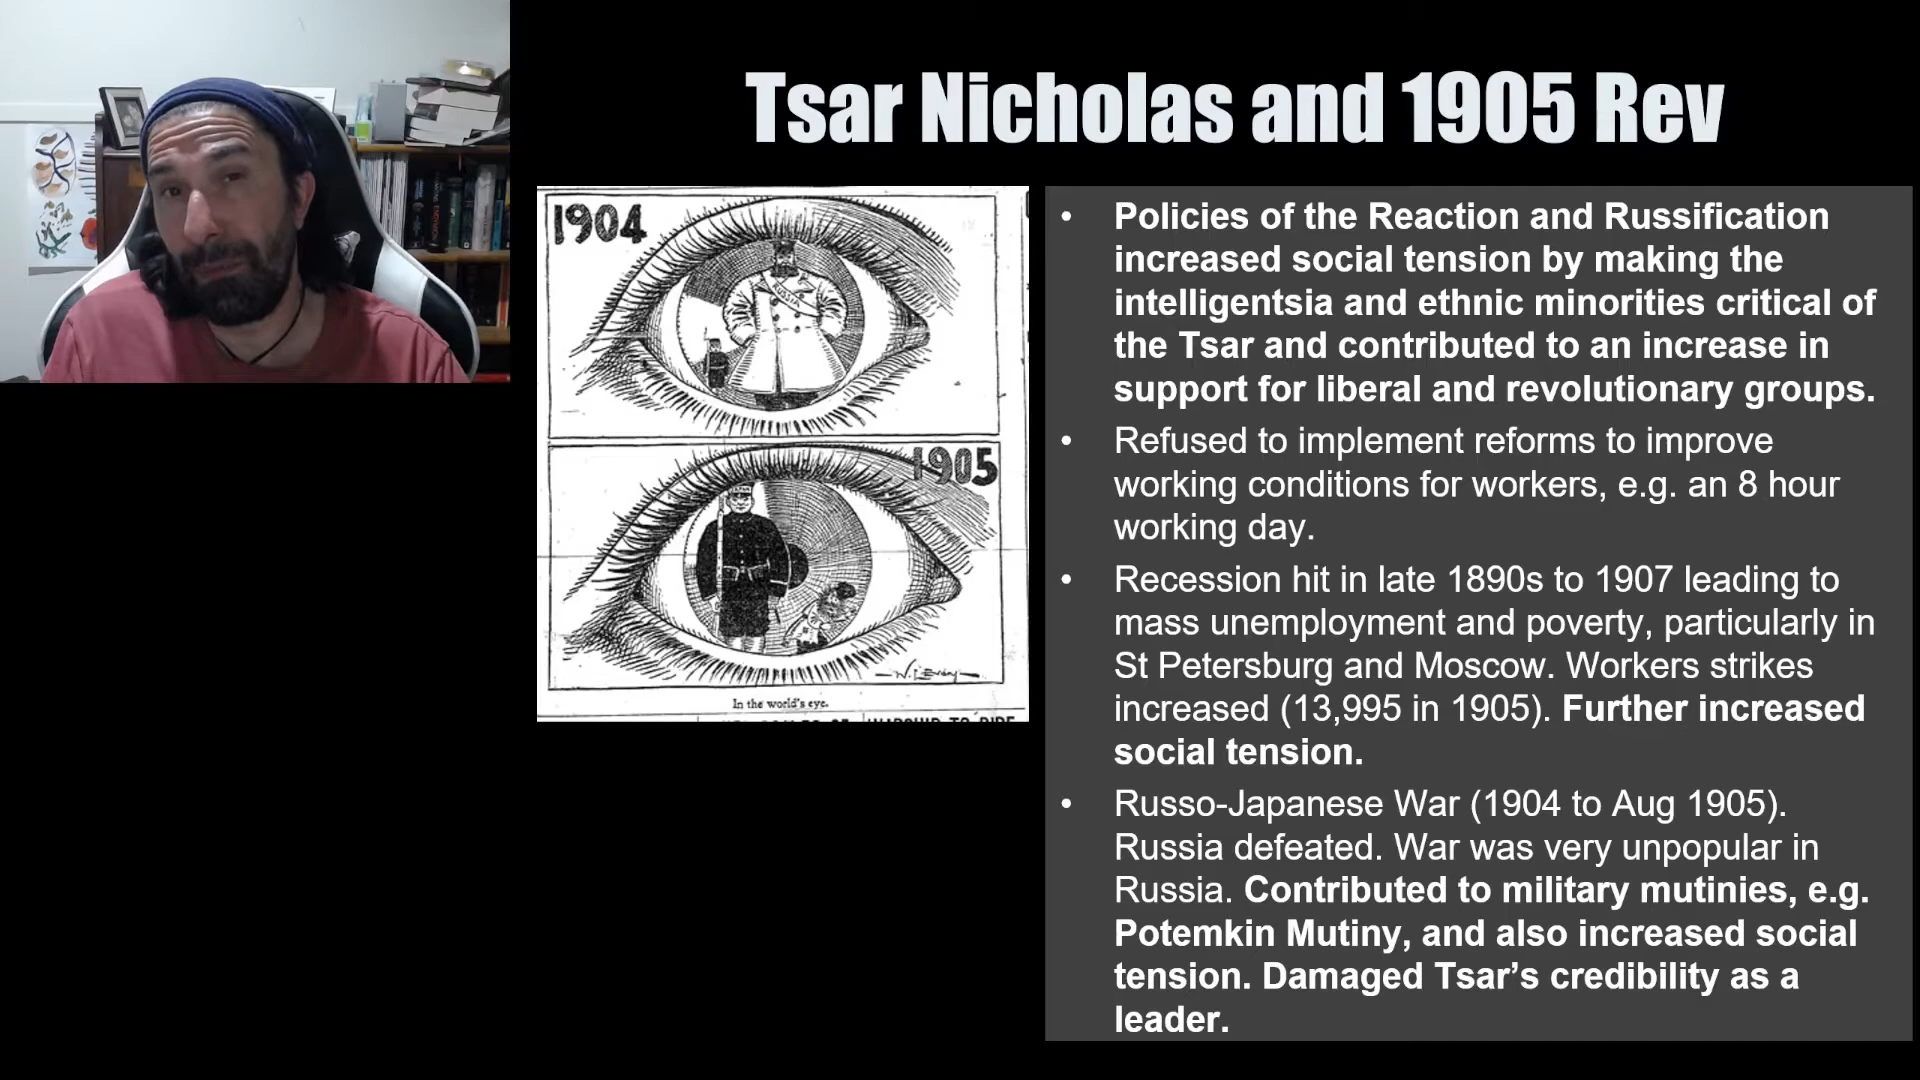 Tsar Nicholas and 1905 Rev
1904
RUSSIA
1905
In the world's eye.
• Policies of the Reaction and Russification
increased social tension by making the
intelligentsia and ethnic minorities critical of
the Tsar and contributed to an increase in
support for liberal and revolutionary groups.
• Refused to implement reforms to improve
working conditions for workers, e.g. an 8 hour
working day.
• Recession hit in late 1890s to 1907 leading to
mass unemployment and poverty, particularly in
St Petersburg and Moscow. Workers strikes
increased (13,995 in 1905). Further increased
social tension.
• Russo-Japanese War (1904 to Aug 1905).
Russia defeated. War was very unpopular in
Russia. Contributed to military mutinies, e.g.
Potemkin Mutiny, and also increased social
tension. Damaged Tsar’s credibility as a
leader.